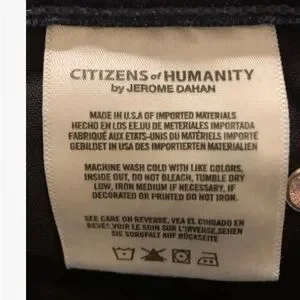 CITIZENS of HUMANITY
by JEROME DAHAN
MADE IN U.S.A OF IMPORTED MATERIALS
HECHO EN LOS EE.UU DE METERIALES IMPORTADA
FABRIQUÉ AUX ETATS-UNIS DU MATÉRIELS IMPORTÉ
GEBILDET IN USA DES IMPORTIERTEN MATERIALEN
MACHINE WASH COLD WITH LIKE COLORS,
INSIDE OUT, DO NOT BLEACH, TUMBLE DRY
LOW, IRON MEDIUM IF NECESSARY, IF
DECORATED OR PRINTED DO NOT IRON.
SEE CARE ON REVERSE, VEA EL CUIDADO EN
REVES,VOIR LE SOIN SUR L'INVERSE,SEHEN
SIE SORGFALT AUF RÜCKSEITE